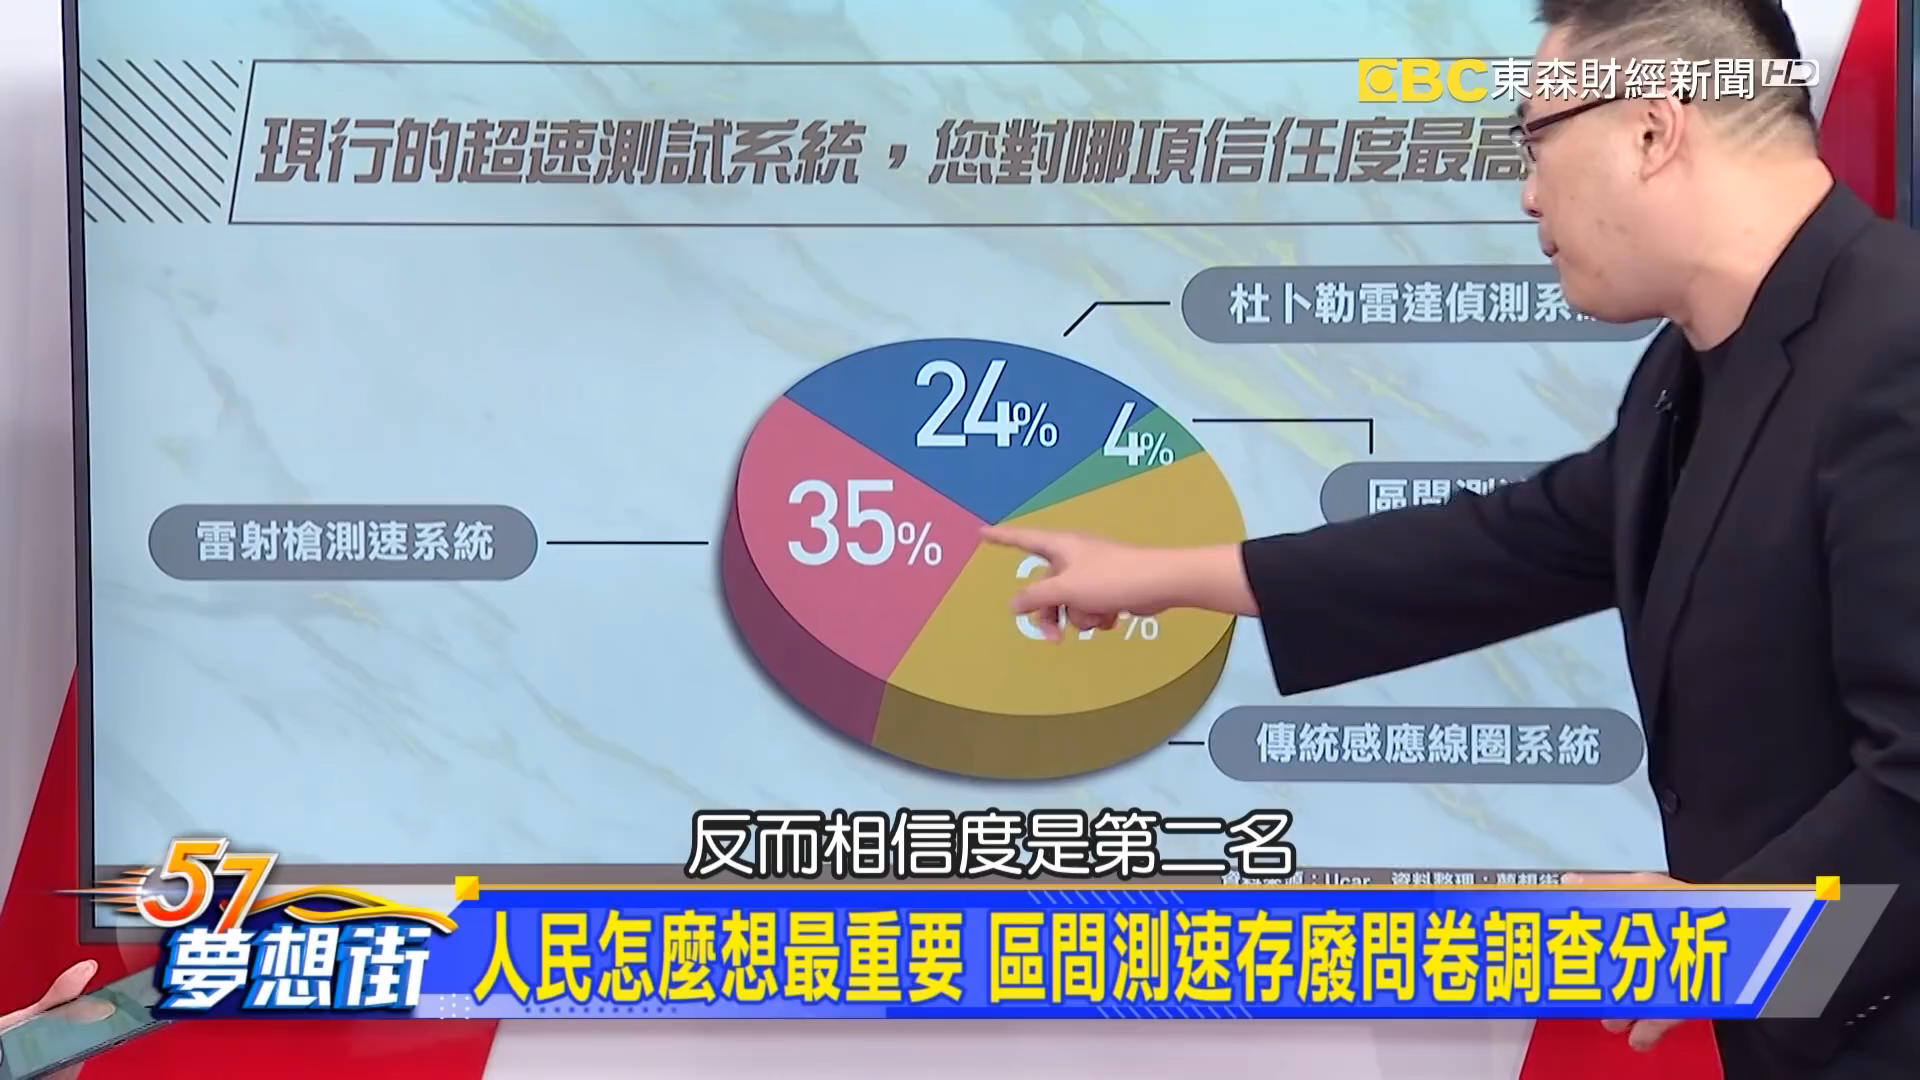 EBC東森財經新聞HD
現行的超速測試系統，您對哪項信任度最高
杜卜勒雷達偵測系
24%
4%
35%
區間測
雷射槍測速系統
%
傳統感應線圈系統
反而相信度是第二名
57
夢想街
人民怎麼想最重要 區間測速存廢問卷調查分析